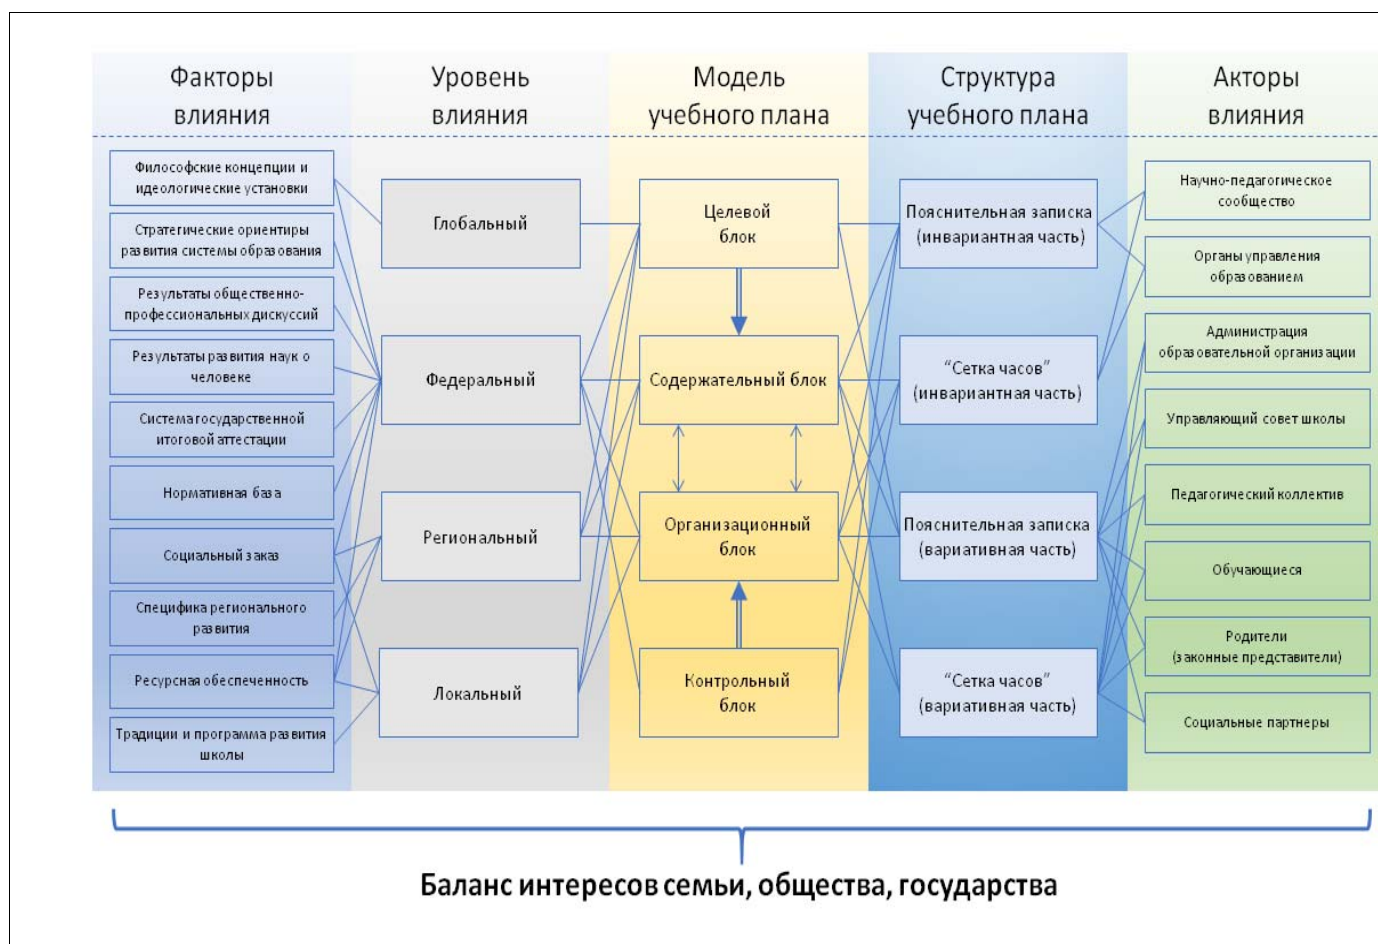 Факторы
влияния
Уровень
влияния
Модель
учебного плана
Структура
учебного плана
Акторы
влияния
Философские концепции и
идеологические установки
Стратегические ориентиры
развития системы образования
Результаты общественно-
профессиональных дискуссий
Результаты развития наук о
человеке
Система государственной
итоговой аттестации
Нормативная база
Социальный заказ
Специфика регионального
развития
Ресурсная обеспеченность
Традиции и программа развития
школы
Глобальный
Федеральный
Региональный
Локальный
Целевой
блок
Содержательный блок
Организационный
блок
Контрольный
блок
Пояснительная записка
(инвариантная часть)
“Сетка часов”
(инвариантная часть)
Пояснительная записка
(вариативная часть)
“Сетка часов”
(вариативная часть)
Научно-педагогическое
сообщество
Органы управления
образованием
Администрация
образовательной организации
Управляющий совет школы
Педагогический коллектив
Обучающиеся
Родители
(законные представители)
Социальные партнеры
Баланс интересов семьи, общества, государства